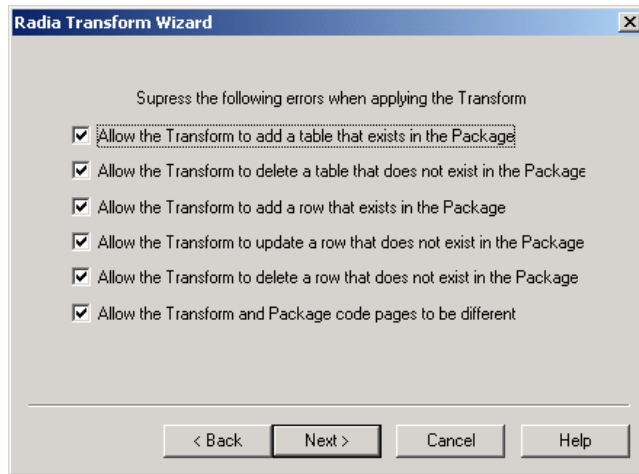 Radia Transform Wizard
Supress the following errors when applying the Transform
Allow the Transform to add a table that exists in the Package
Allow the Transform to delete a table that does not exist in the Package
Allow the Transform to add a row that exists in the Package
Allow the Transform to update a row that does not exist in the Package
Allow the Transform to delete a row that does not exist in the Package
Allow the Transform and Package code pages to be different
< Back Next > Cancel Help